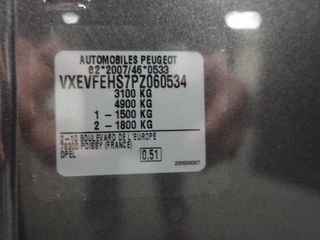 AUTOMOBILES PEUGEOT
e2*2007/46*0533
VXEVFEHS7PZ060534
3100 KG
4900 KG
1 - 1500 KG
2 - 1800 KG
2-10 BOULEVARD DE L'EUROPE
78300 POISSY (FRANCE)
OPEL
0.51